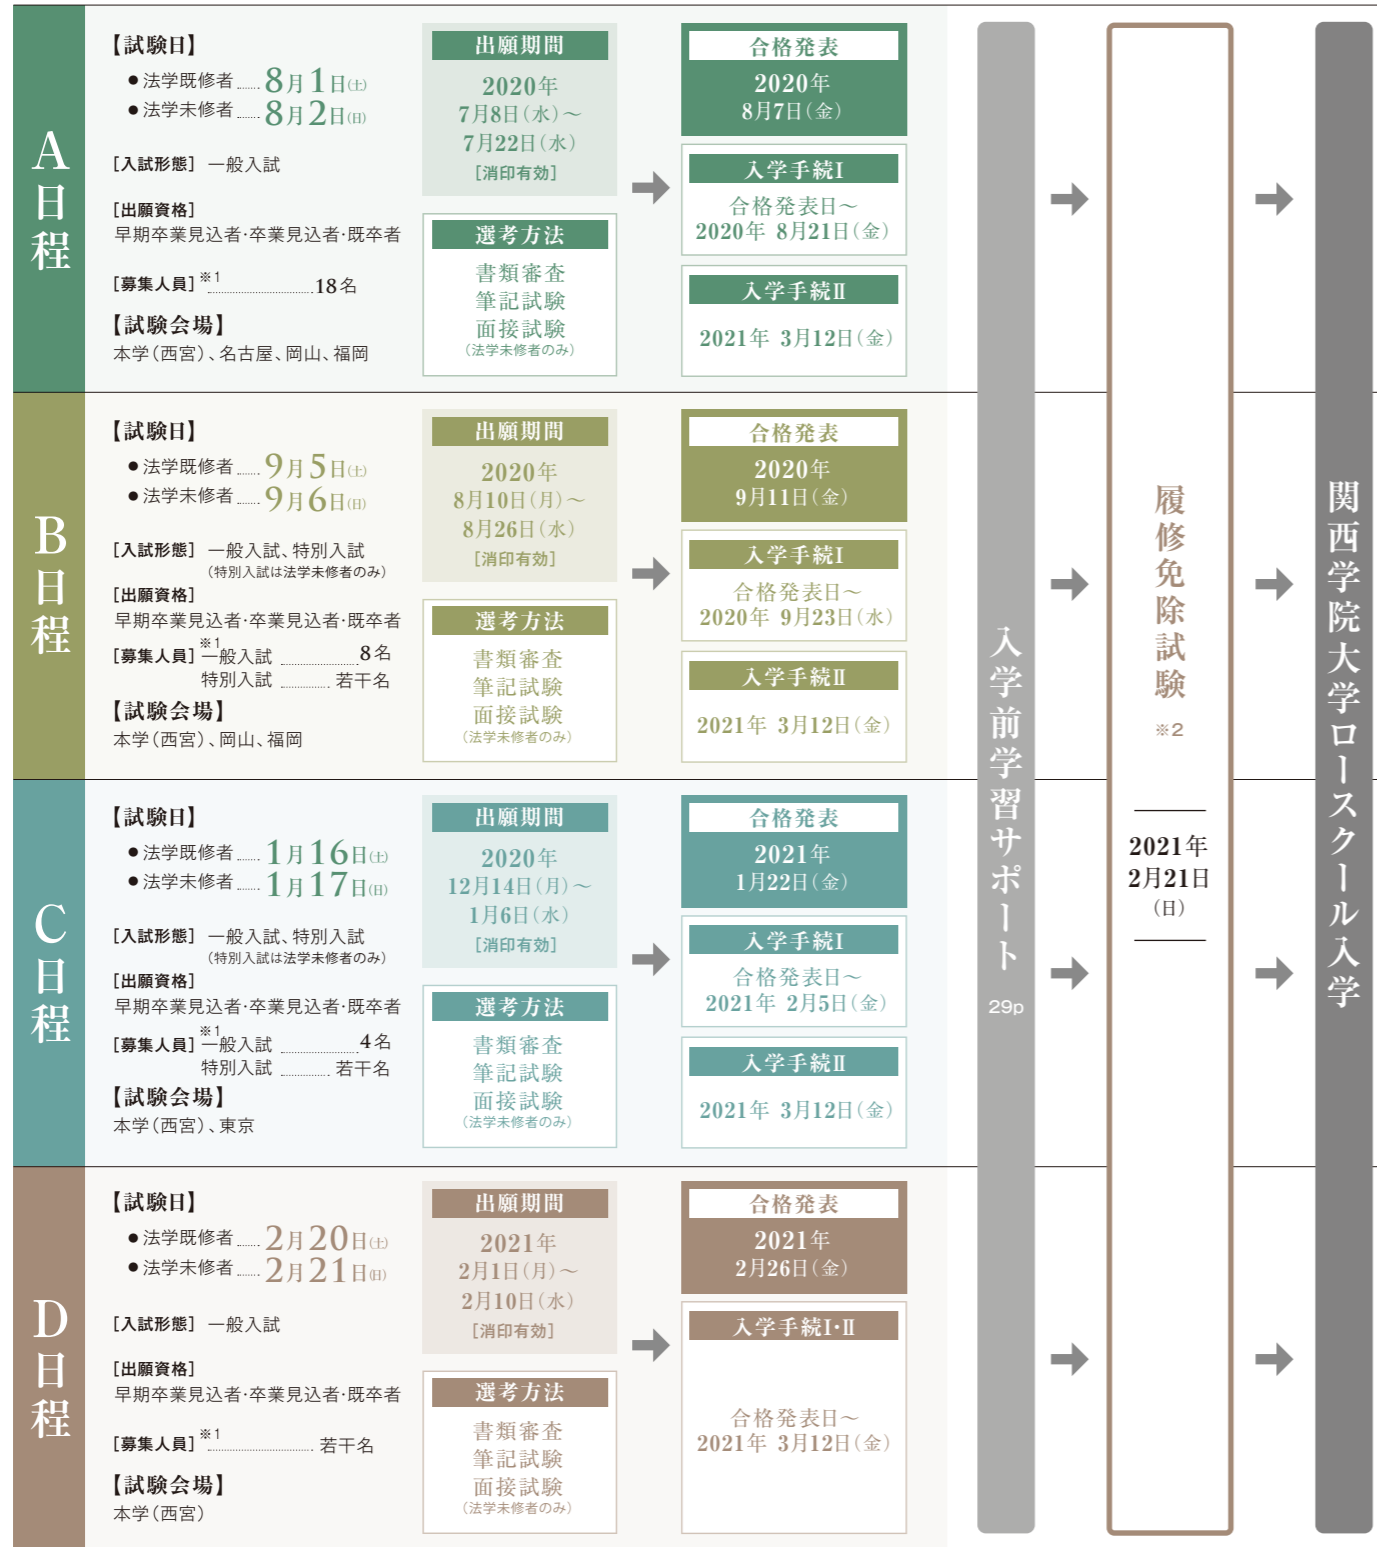 A日程
【試験日】
●法学既修者……8月1日(土)
●法学未修者……8月2日(日)
［入試形態］ 一般入試
［出願資格］
早期卒業見込者・卒業見込者・既卒者
［募集人員］※1……18名
【試験会場】
本学（西宮）、名古屋、岡山、福岡
出願期間
2020年
7月8日（水）～
7月22日（水）
［消印有効］
選考方法
書類審査
筆記試験
面接試験
（法学未修者のみ）
合格発表
2020年
8月7日（金）
入学手続Ⅰ
合格発表日～
2020年 8月21日（金）
入学手続Ⅱ
2021年 3月12日（金）
B日程
【試験日】
●法学既修者……9月5日(土)
●法学未修者……9月6日(日)
［入試形態］ 一般入試、特別入試
（特別入試は法学未修者のみ）
［出願資格］
早期卒業見込者・卒業見込者・既卒者
［募集人員］※1 一般入試……8名
特別入試……若干名
【試験会場】
本学（西宮）、岡山、福岡
出願期間
2020年
8月10日（月）～
8月26日（水）
［消印有効］
選考方法
書類審査
筆記試験
面接試験
（法学未修者のみ）
合格発表
2020年
9月11日（金）
入学手続Ⅰ
合格発表日～
2020年 9月23日（水）
入学手続Ⅱ
2021年 3月12日（金）
C日程
【試験日】
●法学既修者……1月16日(土)
●法学未修者……1月17日(日)
［入試形態］ 一般入試、特別入試
（特別入試は法学未修者のみ）
［出願資格］
早期卒業見込者・卒業見込者・既卒者
［募集人員］※1 一般入試……4名
特別入試……若干名
【試験会場】
本学（西宮）、東京
出願期間
2020年
12月14日（月）～
1月6日（水）
［消印有効］
選考方法
書類審査
筆記試験
面接試験
（法学未修者のみ）
合格発表
2021年
1月22日（金）
入学手続Ⅰ
合格発表日～
2021年 2月5日（金）
入学手続Ⅱ
2021年 3月12日（金）
D日程
【試験日】
●法学既修者……2月20日(土)
●法学未修者……2月21日(日)
［入試形態］ 一般入試
［出願資格］
早期卒業見込者・卒業見込者・既卒者
［募集人員］※1……若干名
【試験会場】
本学（西宮）
出願期間
2021年
2月1日（月）～
2月10日（水）
［消印有効］
選考方法
書類審査
筆記試験
面接試験
（法学未修者のみ）
合格発表
2021年
2月26日（金）
入学手続Ⅰ・Ⅱ
合格発表日～
2021年 3月12日（金）
入学前学習サポート
29p
履修免除試験
※2
2021年
2月21日
（日）
関西学院大学ロースクール入学